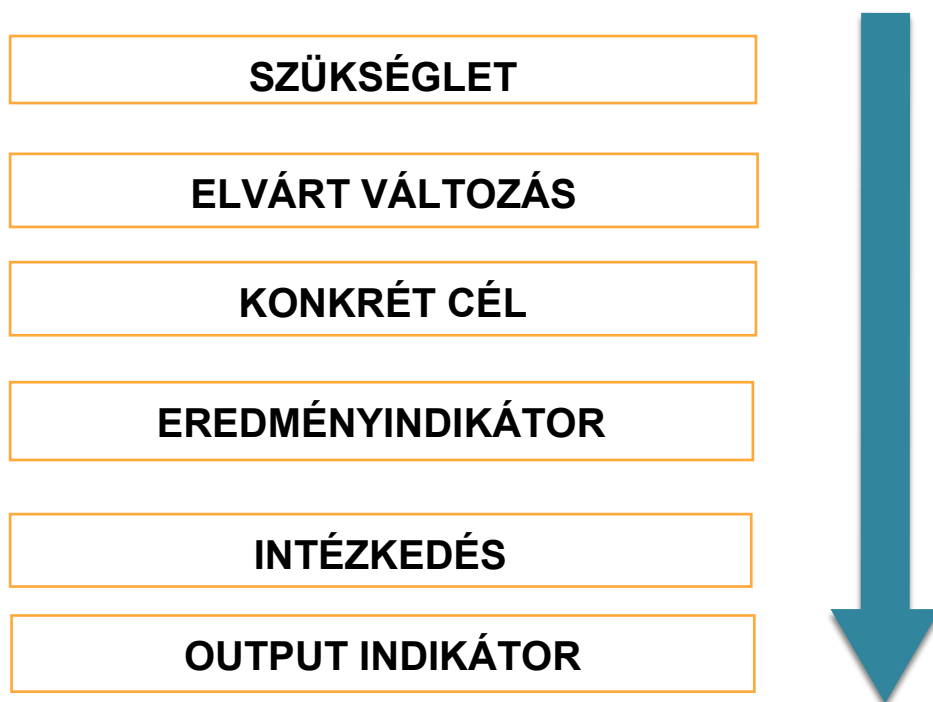 SZÜKSÉGLET
ELVÁRT VÁLTOZÁS
KONKRÉT CÉL
EREDMÉNYINDIKÁTOR
INTÉZKEDÉS
OUTPUT INDIKÁTOR